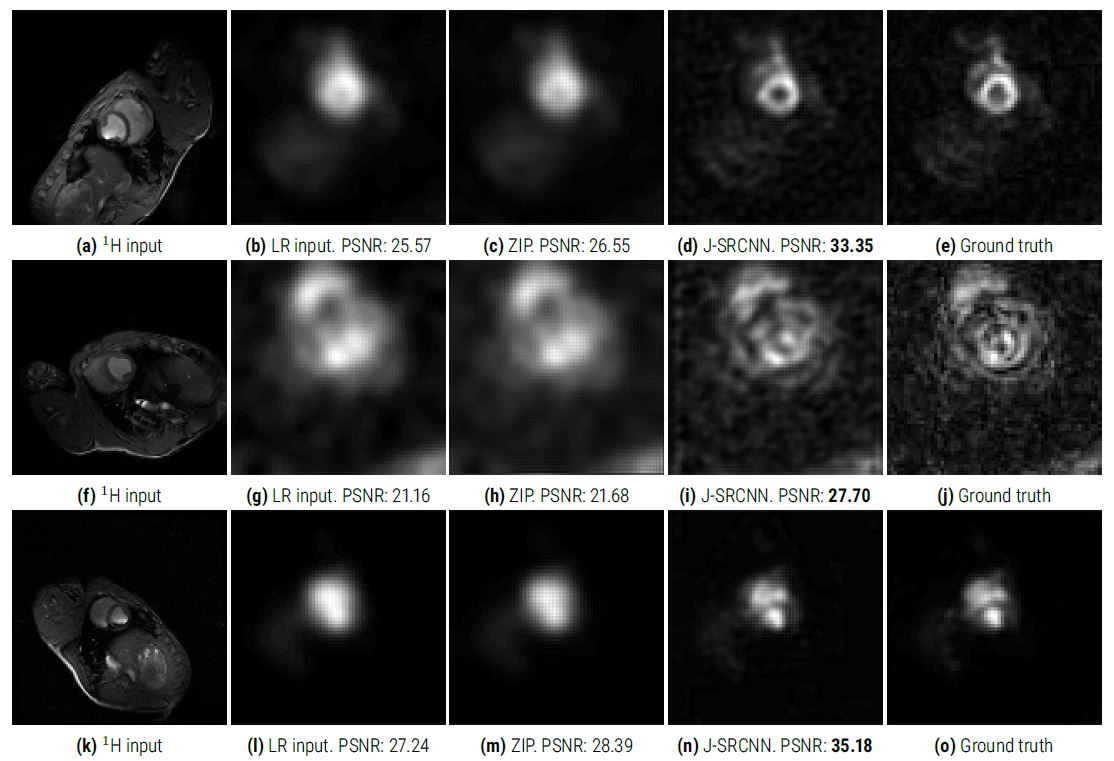 (a) ¹H input (b) LR input. PSNR: 25.57 (c) ZIP. PSNR: 26.55 (d) J-SRCNN. PSNR: 33.35 (e) Ground truth
(f) ¹H input (g) LR input. PSNR: 21.16 (h) ZIP. PSNR: 21.68 (i) J-SRCNN. PSNR: 27.70 (j) Ground truth
(k) ¹H input (l) LR input. PSNR: 27.24 (m) ZIP. PSNR: 28.39 (n) J-SRCNN. PSNR: 35.18 (o) Ground truth